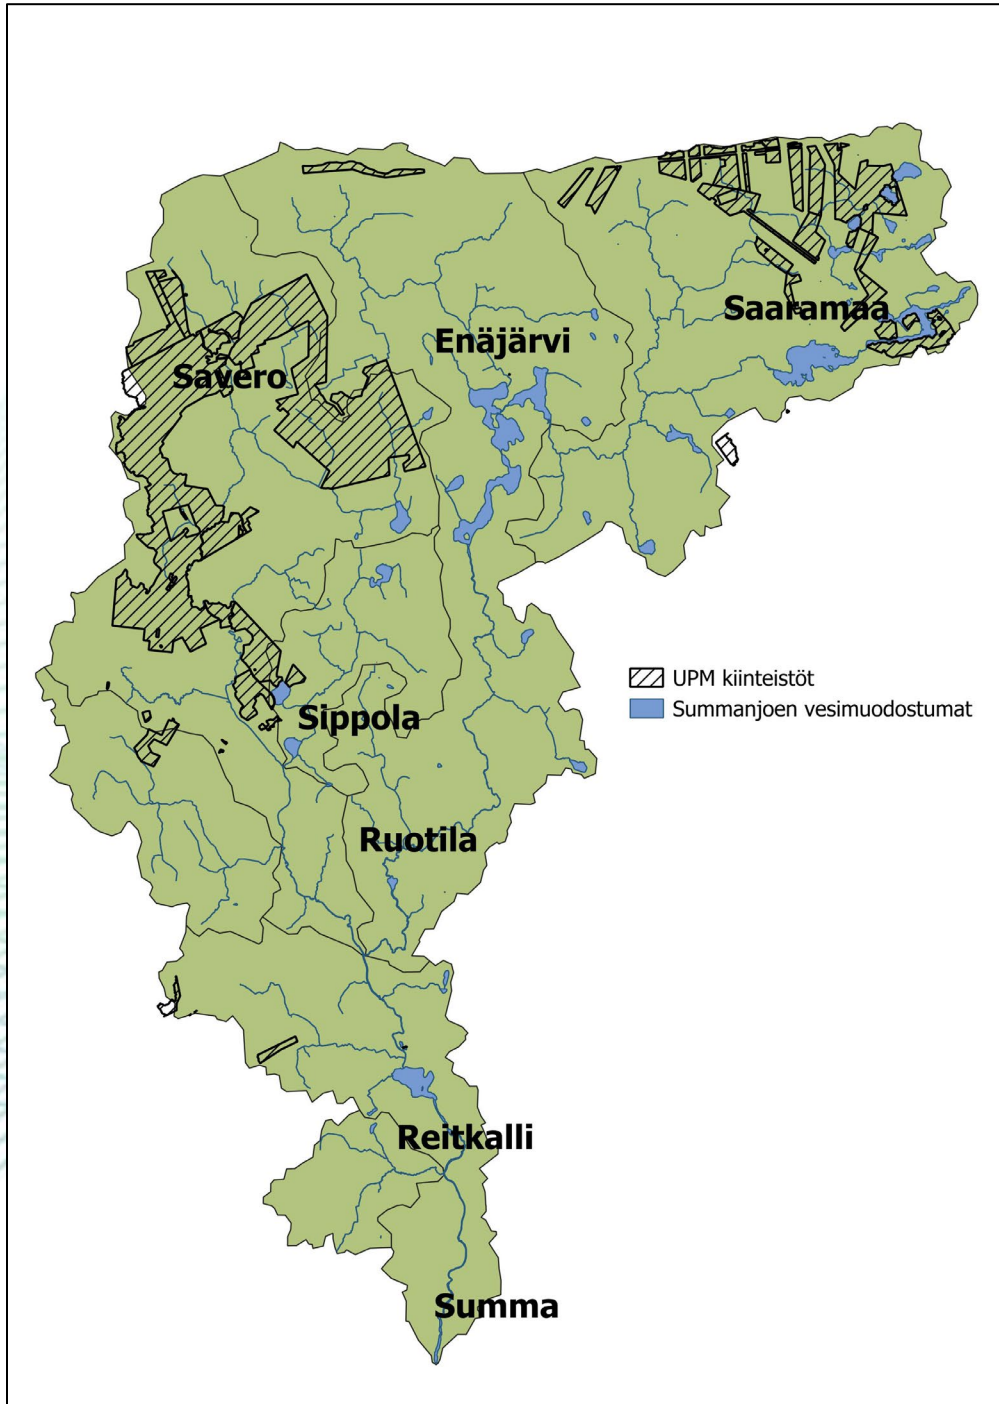 Saaramaa
Enäjärvi
Savero
UPM kiinteistöt
Summanjoen vesimuodostumat
Sippola
Ruotila
Reitkalli
Summa